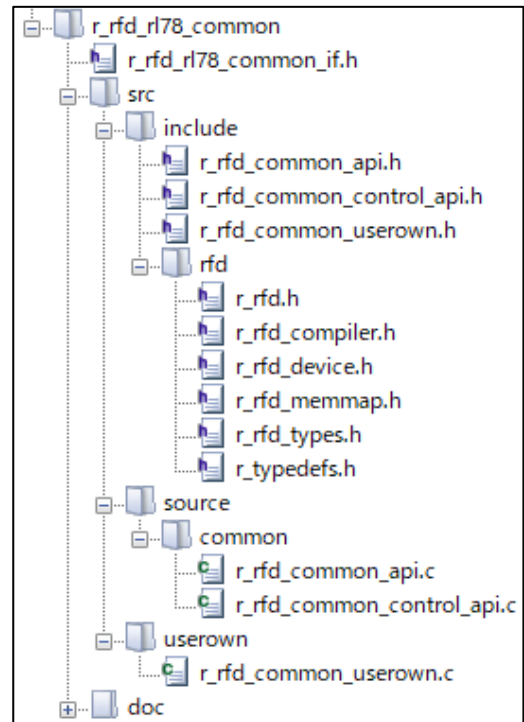 r_rfd_rl78_common
r_rfd_rl78_common_if.h
src
include
r_rfd_common_api.h
r_rfd_common_control_api.h
r_rfd_common_userown.h
rfd
r_rfd.h
r_rfd_compiler.h
r_rfd_device.h
r_rfd_memmap.h
r_rfd_types.h
r_typedefs.h
source
common
r_rfd_common_api.c
r_rfd_common_control_api.c
userown
r_rfd_common_userown.c
doc